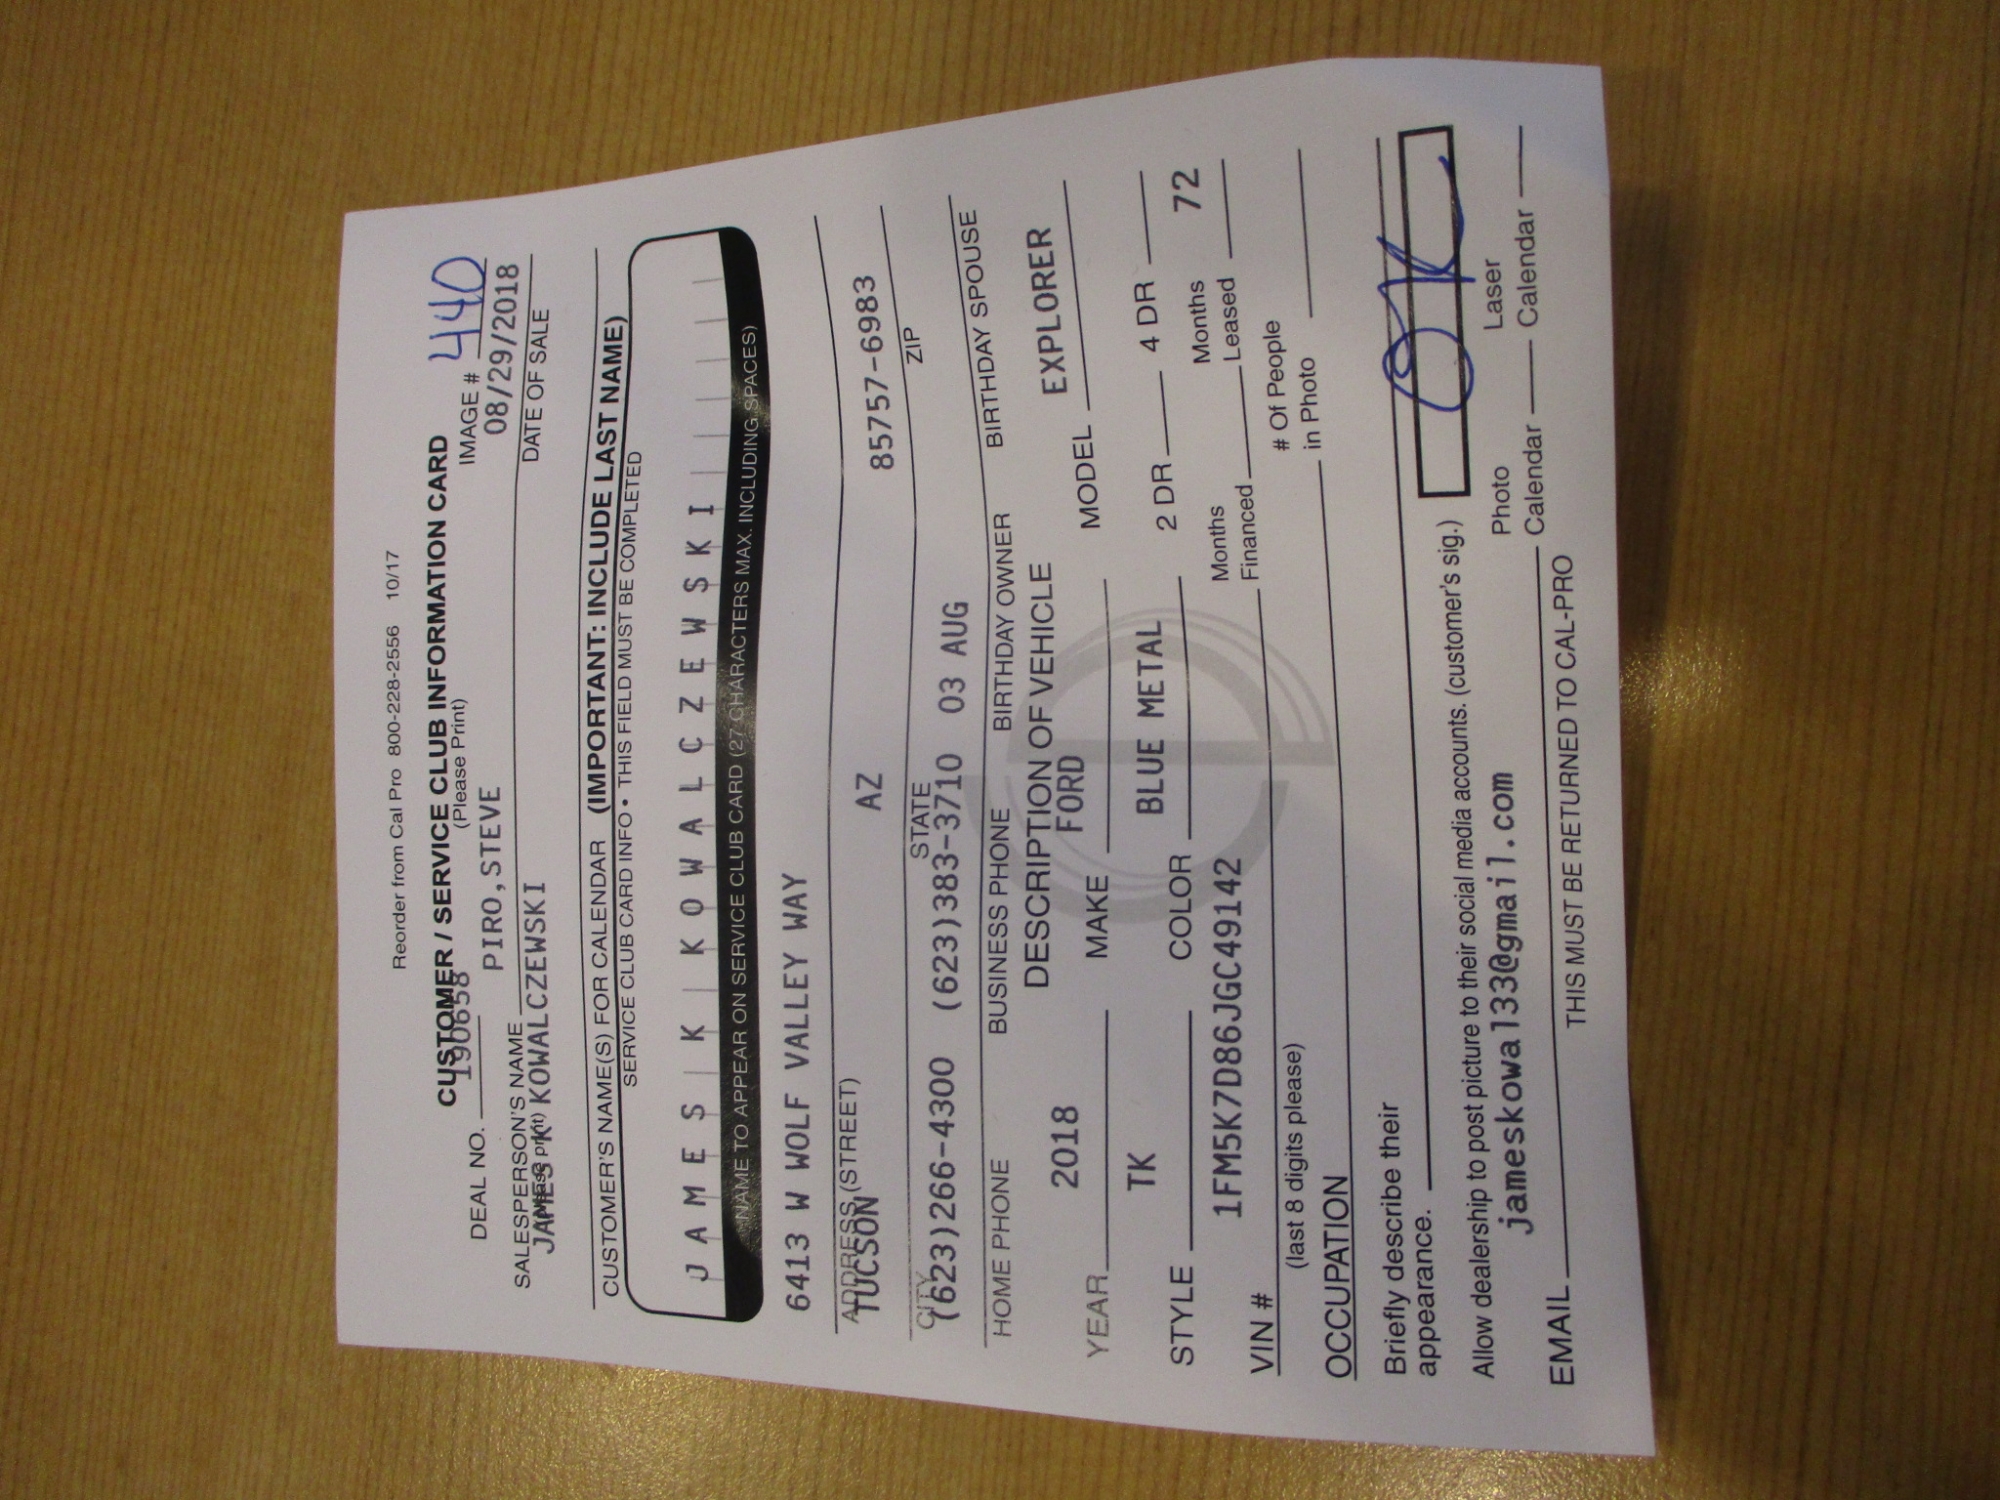 Reorder from Cal Pro 800-228-2556 10/17
CUSTOMER / SERVICE CLUB INFORMATION CARD
(Please Print)
DEAL NO. 190658 IMAGE # 440
PIRO,STEVE 08/29/2018
SALESPERSON'S NAME DATE OF SALE
(please print)
JAMES K KOWALCZEWSKI
CUSTOMER'S NAME(S) FOR CALENDAR (IMPORTANT: INCLUDE LAST NAME)
SERVICE CLUB CARD INFO • THIS FIELD MUST BE COMPLETED
JAMES K KOWALCZEWSKI
NAME TO APPEAR ON SERVICE CLUB CARD (27 CHARACTERS MAX. INCLUDING SPACES)
6413 W WOLF VALLEY WAY
ADDRESS (STREET)
TUCSON AZ 85757-6983
CITY STATE ZIP
(623)266-4300 (623)383-3710 03 AUG
HOME PHONE BUSINESS PHONE BIRTHDAY OWNER BIRTHDAY SPOUSE
DESCRIPTION OF VEHICLE
YEAR 2018 MAKE FORD MODEL EXPLORER
STYLE TK COLOR BLUE METAL 2 DR 4 DR
VIN # 1FM5K7D86JGC49142 Months Financed Months Leased 72
(last 8 digits please)
OCCUPATION # Of People in Photo
Briefly describe their
appearance.
Allow dealership to post picture to their social media accounts. (customer's sig.) OK
EMAIL jameskowal33@gmail.com Photo Calendar Laser Calendar
THIS MUST BE RETURNED TO CAL-PRO